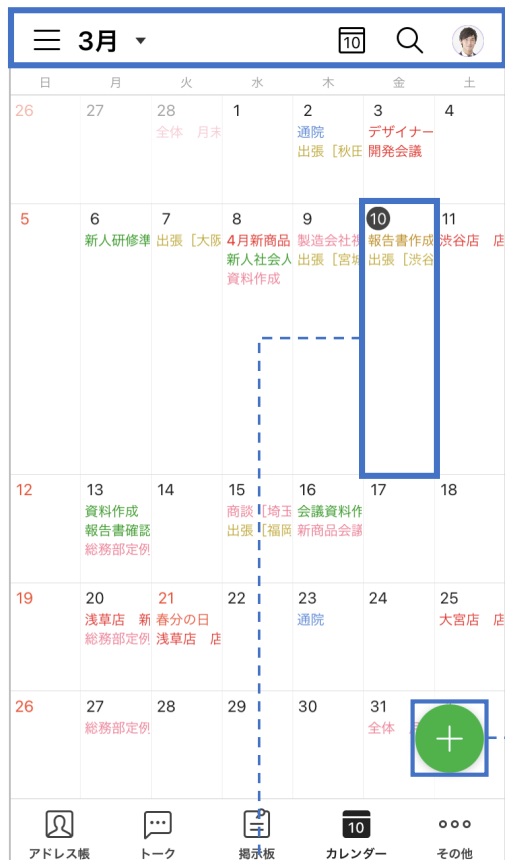 3月 10
日 月 火 水 木 金 土
26 27 28 1 2 3 4
全体 月末 通院 デザイナー
出張［秋田 開発会議
5 6 7 8 9 10 11
新人研修準 出張［大阪 4月新商品 製造会社視 報告書作成 渋谷店 店
新人社会人 出張［宮城 出張［渋谷
資料作成
12 13 14 15 16 17 18
資料作成 商談［埼玉 会議資料作
報告書確認 出張［福岡 新商品会議
総務部定例
19 20 21 22 23 24 25
浅草店 新 春分の日 通院 大宮店 店
総務部定例 浅草店 店
26 27 28 29 30 31
総務部定例 全体
10
アドレス帳 トーク 掲示板 カレンダー その他